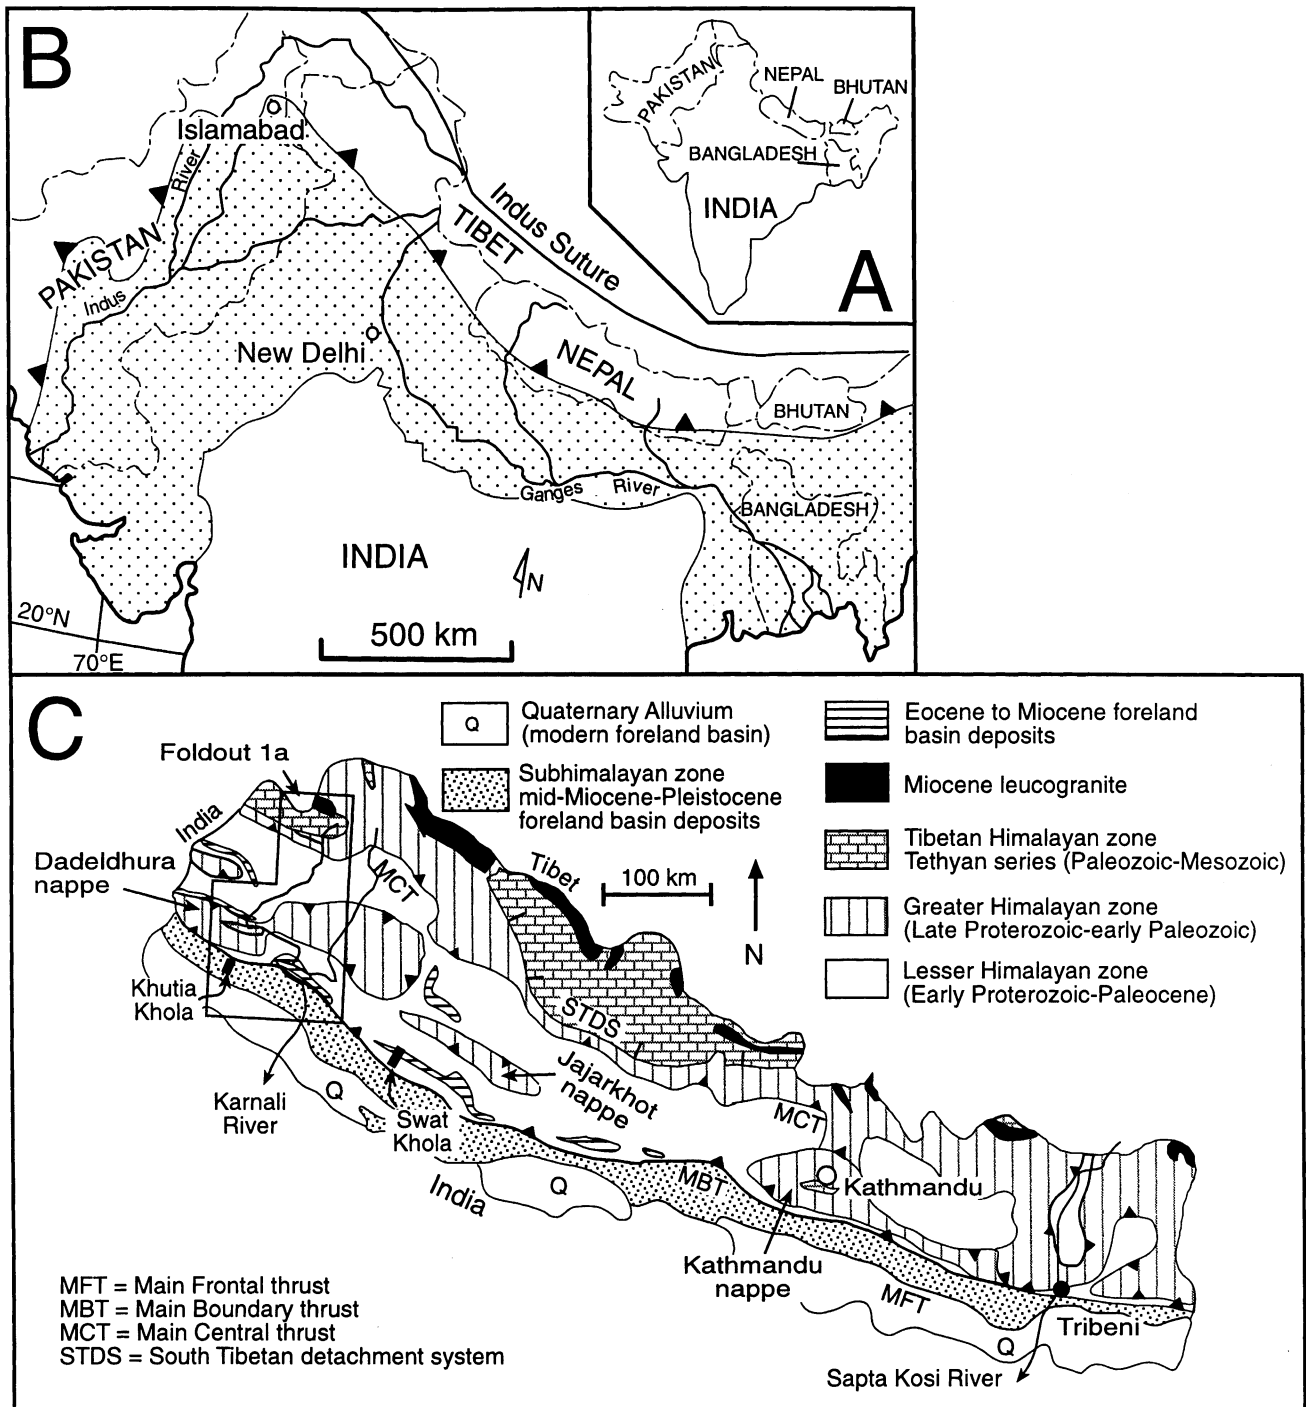 B
Islamabad
River
PAKISTAN
Indus
New Delhi
TIBET
Indus Suture
NEPAL
BHUTAN
Ganges River
BANGLADESH
INDIA
N
500 km
20°N
70°E
PAKISTAN
NEPAL
BHUTAN
BANGLADESH
INDIA
A
C
Q
Quaternary Alluvium
(modern foreland basin)
Subhimalayan zone
mid-Miocene-Pleistocene
foreland basin deposits
Eocene to Miocene foreland
basin deposits
Miocene leucogranite
Tibetan Himalayan zone
Tethyan series (Paleozoic-Mesozoic)
Greater Himalayan zone
(Late Proterozoic-early Paleozoic)
Lesser Himalayan zone
(Early Proterozoic-Paleocene)
Foldout 1a
India
Dadeldhura
nappe
MCT
Tibet
100 km
N
Khutia
Khola
STDS
Karnali
River
Q
Swat
Khola
Jajarkhot
nappe
MCT
India
Q
MBT
Kathmandu
Kathmandu
nappe
MFT
Tribeni
Q
Sapta Kosi River
MFT = Main Frontal thrust
MBT = Main Boundary thrust
MCT = Main Central thrust
STDS = South Tibetan detachment system